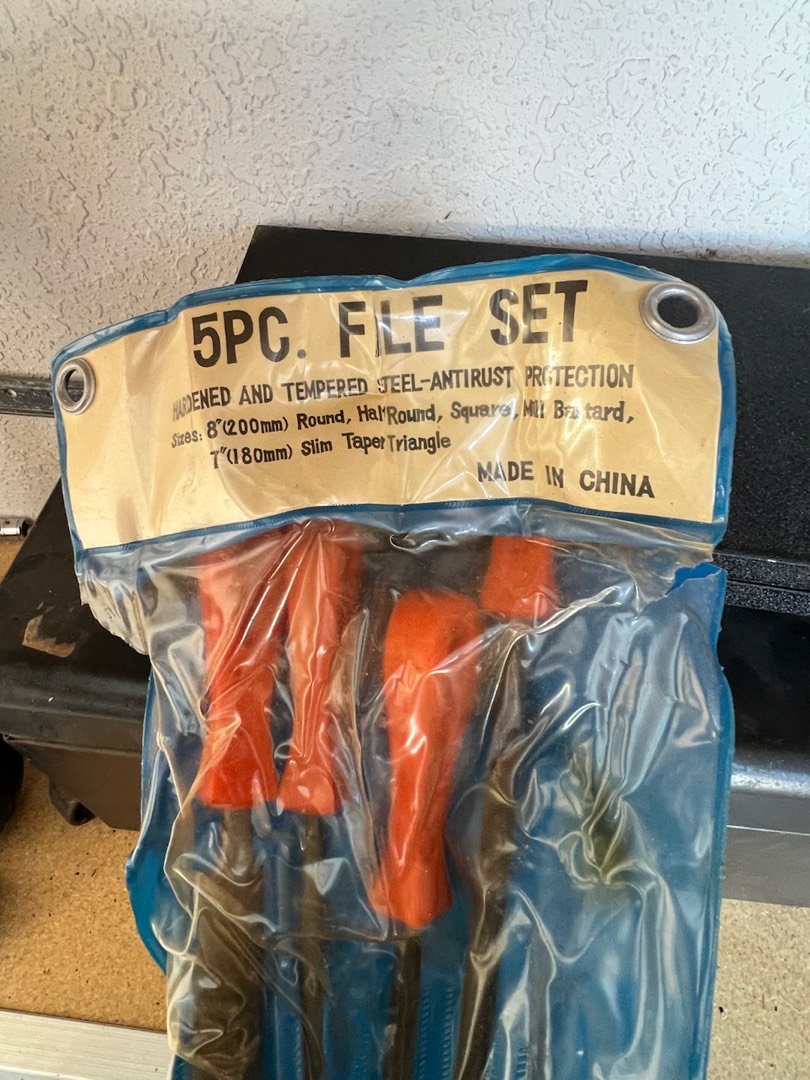 5PC. FILE SET
HARDENED AND TEMPERED STEEL-ANTIRUST PROTECTION
Sizes: 8"(200mm) Round, Half Round, Square, Mill Bastard,
7"(180mm) Slim Taper Triangle
MADE IN CHINA